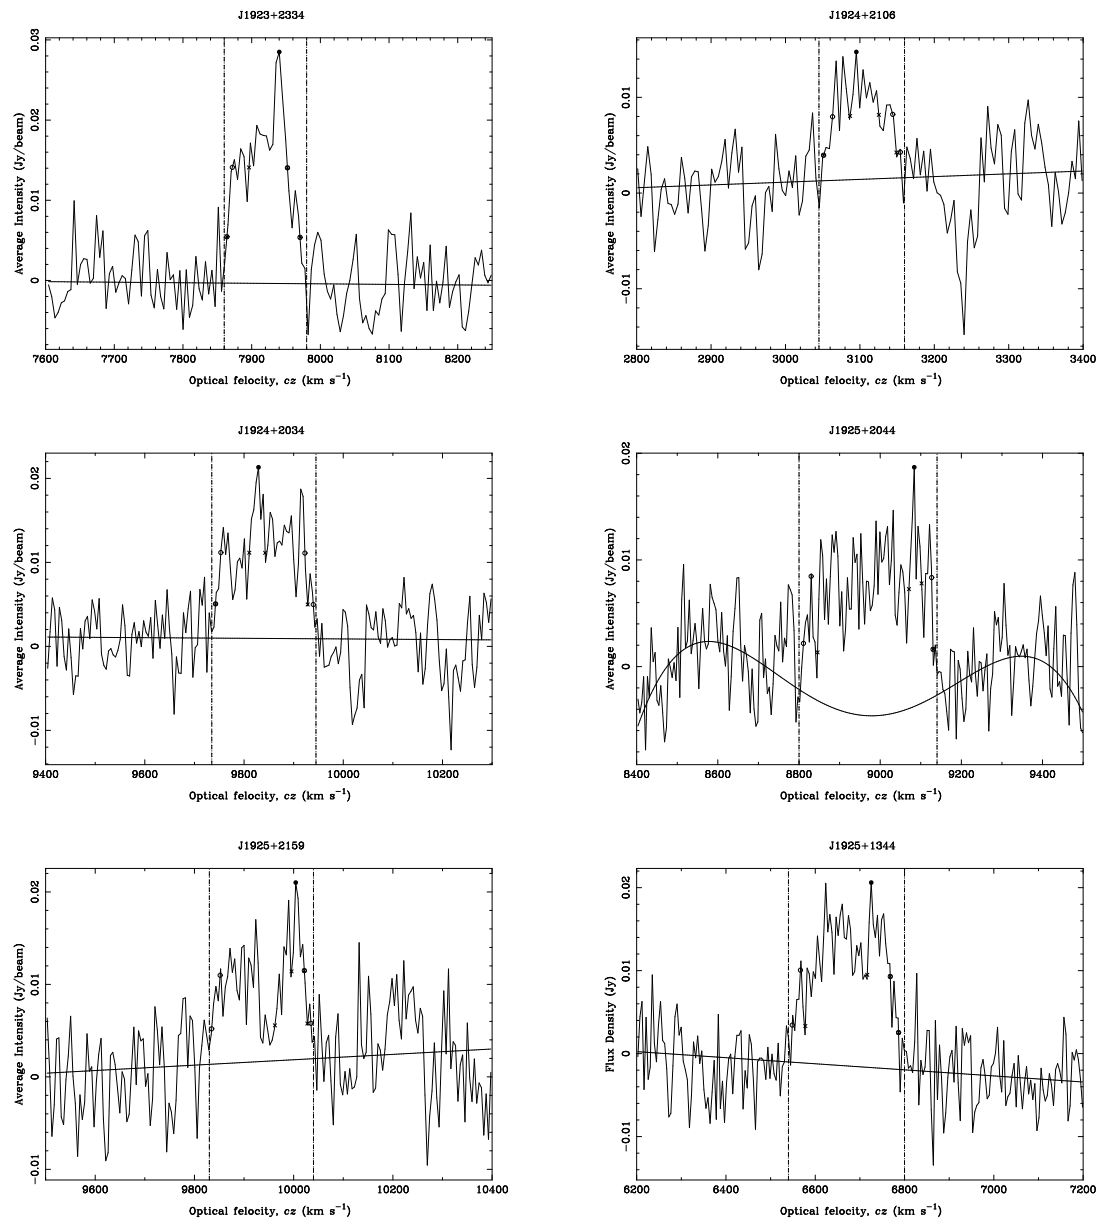 J1923+2334
J1924+2106
0.03
0.02
0.01
0
Average Intensity (Jy/beam)
7600 7700 7800 7900 8000 8100 8200
Optical felocity, cz (km s⁻¹)
0.01
0
−0.01
Average Intensity (Jy/beam)
2800 2900 3000 3100 3200 3300 3400
Optical felocity, cz (km s⁻¹)
J1924+2034
J1925+2044
0.02
0.01
0
−0.01
Average Intensity (Jy/beam)
9400 9600 9800 10000 10200
Optical felocity, cz (km s⁻¹)
0.02
0.01
0
Average Intensity (Jy/beam)
8400 8600 8800 9000 9200 9400
Optical felocity, cz (km s⁻¹)
J1925+2159
J1925+1344
0.02
0.01
0
−0.01
Average Intensity (Jy/beam)
9600 9800 10000 10200 10400
Optical felocity, cz (km s⁻¹)
0.02
0.01
0
−0.01
Flux Density (Jy)
6200 6400 6600 6800 7000 7200
Optical felocity, cz (km s⁻¹)